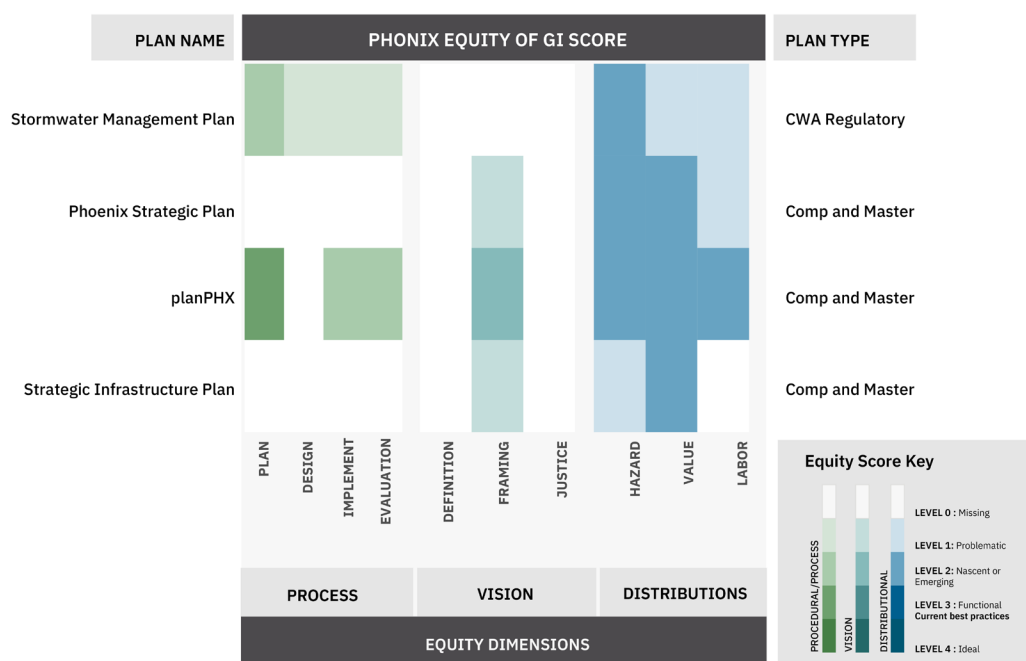 PLAN NAME
PHONIX EQUITY OF GI SCORE
PLAN TYPE
Stormwater Management Plan
CWA Regulatory
Phoenix Strategic Plan
Comp and Master
planPHX
Comp and Master
Strategic Infrastructure Plan
Comp and Master
PLAN
DESIGN
IMPLEMENT
EVALUATION
DEFINITION
FRAMING
JUSTICE
HAZARD
VALUE
LABOR
PROCESS
VISION
DISTRIBUTIONS
EQUITY DIMENSIONS
Equity Score Key
PROCEDURAL/PROCESS
VISION
DISTRIBUTIONAL
LEVEL 0 : Missing
LEVEL 1: Problematic
LEVEL 2: Nascent or
Emerging
LEVEL 3 : Functional
Current best practices
LEVEL 4 : Ideal